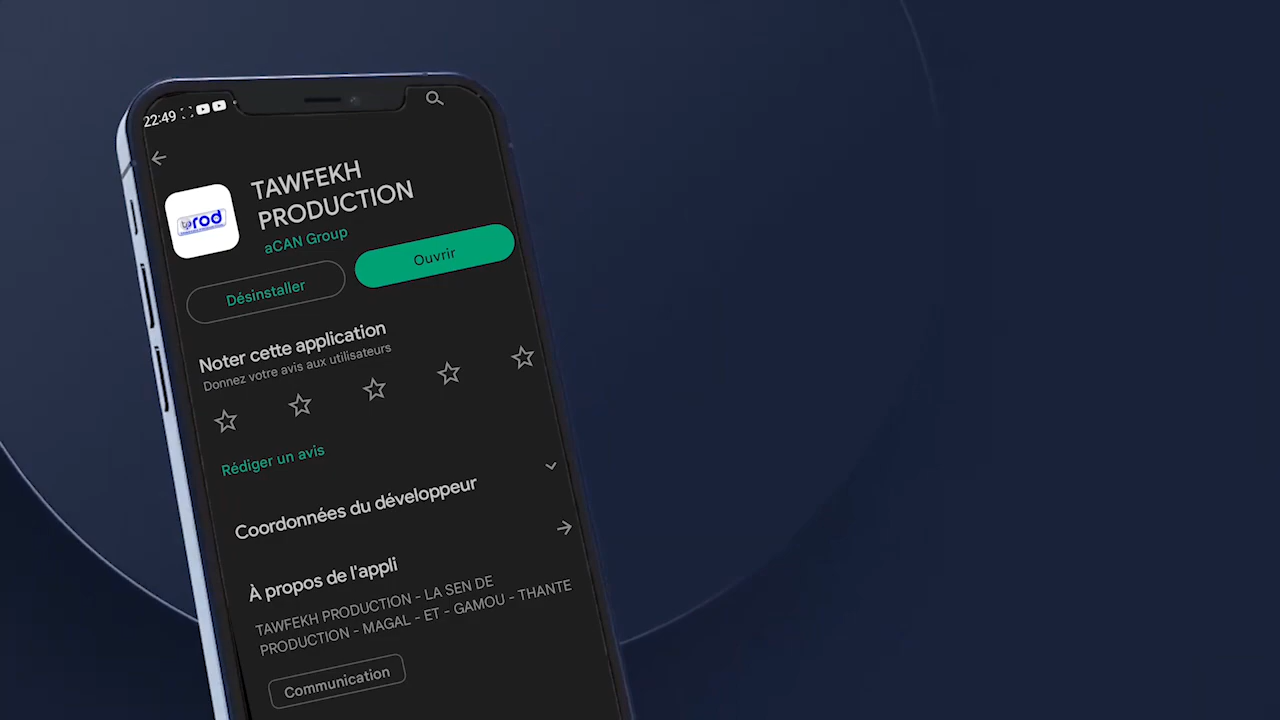 22:49
TAWFEKH
PRODUCTION
tprod
aCAN Group
Désinstaller
Ouvrir
Noter cette application
Donnez votre avis aux utilisateurs
Rédiger un avis
Coordonnées du développeur
À propos de l'appli
TAWFEKH PRODUCTION - LA SEN DE
PRODUCTION - MAGAL - ET - GAMOU - THANTE
Communication